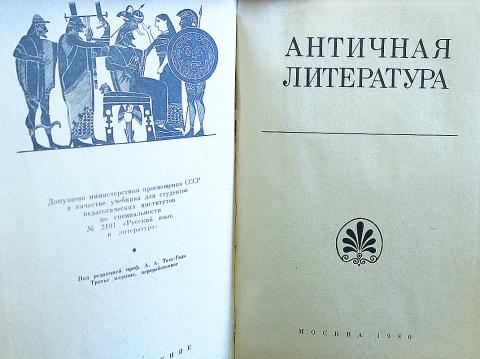 Допущено министерством просвещения СССР
в качестве учебника для студентов
педагогических институтов
по специальности
№ 2101 «Русский язык
и литература»
Под редакцией проф. А. А. Тахо-Годи
Третье издание, переработанное
АНТИЧНАЯ
ЛИТЕРАТУРА
МОСКВА 1980